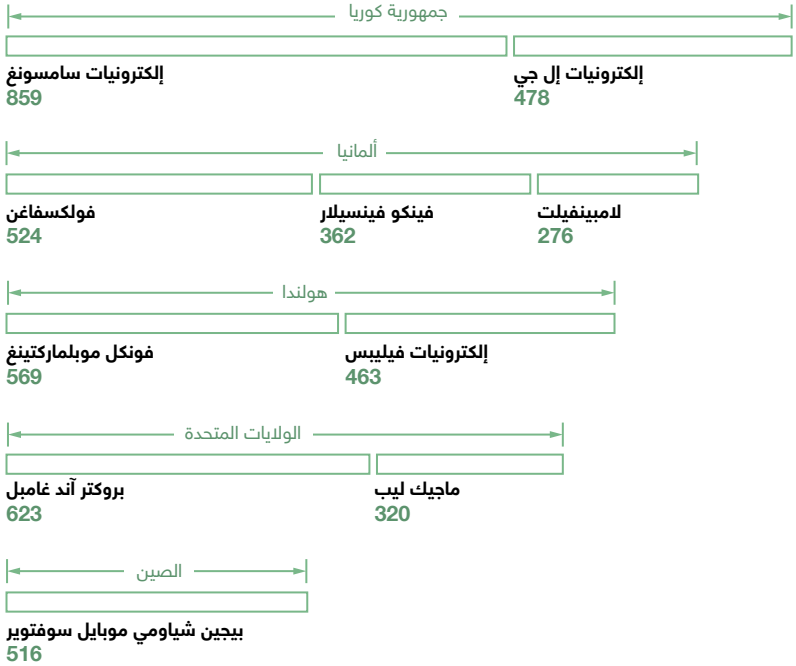 جمهورية كوريا
إلكترونيات سامسونغ
859
إلكترونيات إل جي
478
ألمانيا
فولكسفاغن
524
فينكو فينسيلار
362
لامبينفيلت
276
هولندا
فونكل موبلماركتينغ
569
إلكترونيات فيليبس
463
الولايات المتحدة
بروكتر آند غامبل
623
ماجيك ليب
320
الصين
بيجين شياومي موبايل سوفتوير
516